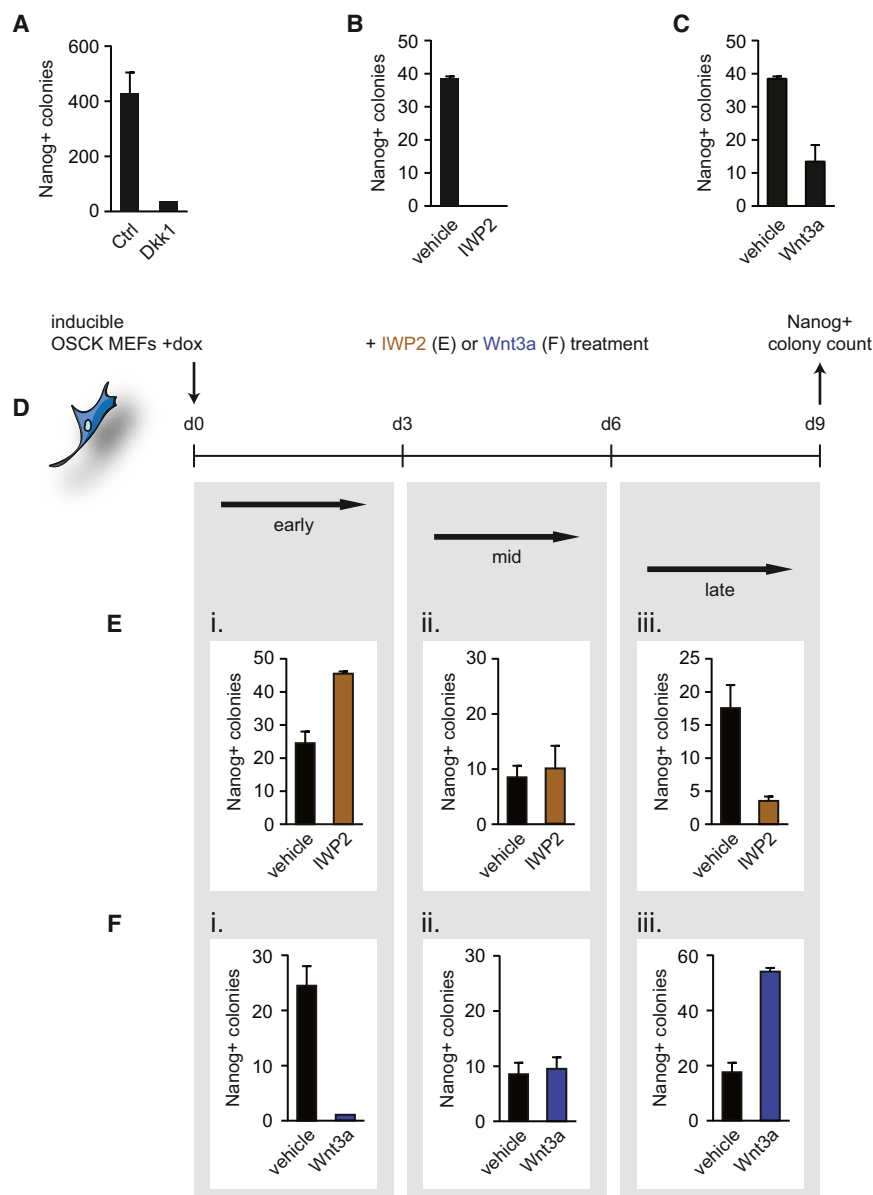 A
Nanog+ colonies
600
400
200
0
Ctrl
Dkk1
B
Nanog+ colonies
50
40
30
20
10
0
vehicle
IWP2
C
Nanog+ colonies
50
40
30
20
10
0
vehicle
Wnt3a
inducible
OSCK MEFs +dox
+ IWP2 (E) or Wnt3a (F) treatment
Nanog+
colony count
D
d0
d3
d6
d9
early
mid
late
E
i.
Nanog+ colonies
50
40
30
20
10
0
vehicle
IWP2
ii.
Nanog+ colonies
30
20
10
0
vehicle
IWP2
iii.
Nanog+ colonies
25
20
15
10
5
0
vehicle
IWP2
F
i.
Nanog+ colonies
30
20
10
0
vehicle
Wnt3a
ii.
Nanog+ colonies
30
20
10
0
vehicle
Wnt3a
iii.
Nanog+ colonies
60
40
20
0
vehicle
Wnt3a